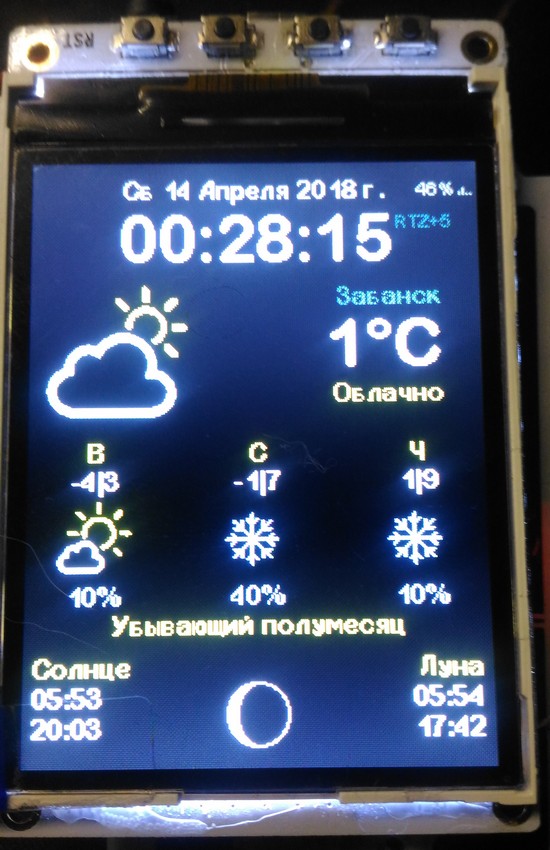 RST
Сб 14 Апреля 2018 г. 46%
00:28:15 RTZ+5
Забанск
1°C
Облачно
В С Ч
-4|3 -1|7 1|9
10% 40% 10%
Убывающий полумесяц
Солнце Луна
05:53 05:54
20:03 17:42